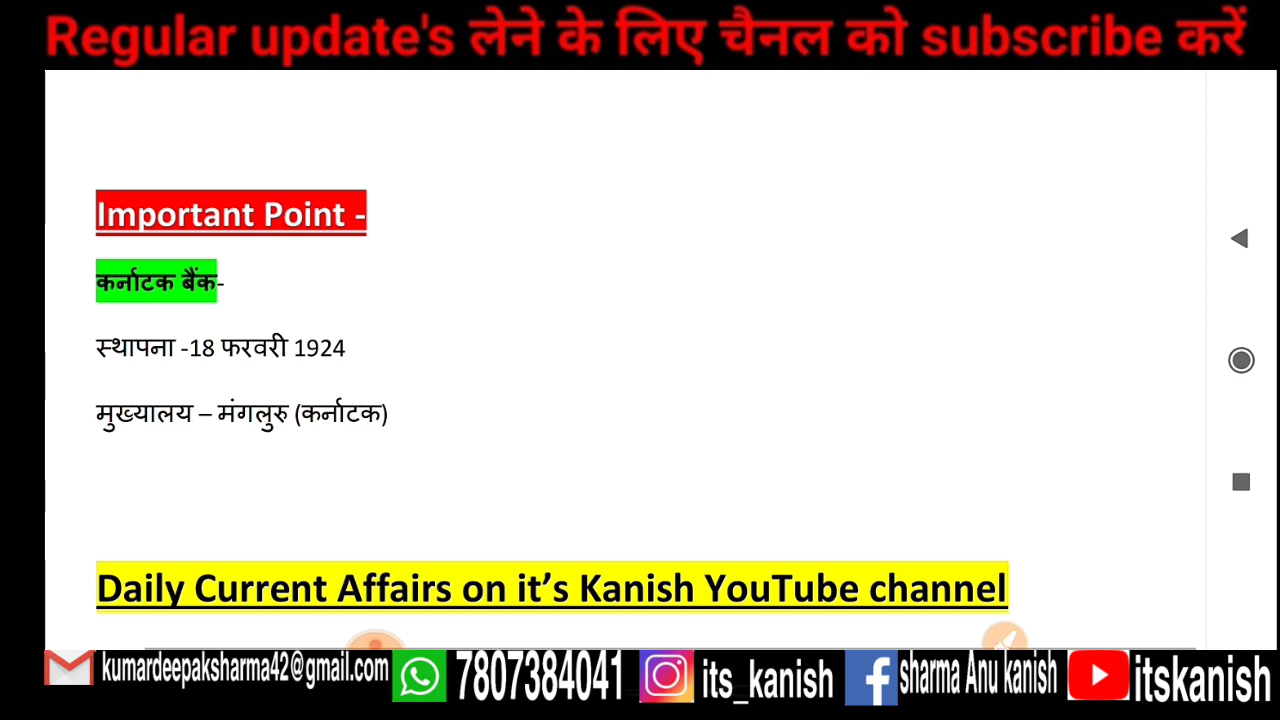 Regular update's लेने के लिए चैनल को subscribe करें
Important Point -
कर्नाटक बैंक-
स्थापना -18 फरवरी 1924
मुख्यालय – मंगलुरु (कर्नाटक)
Daily Current Affairs on it’s Kanish YouTube channel
kumardeepaksharma42@gmail.com 7807384041 its_kanish sharma Anu kanish itskanish